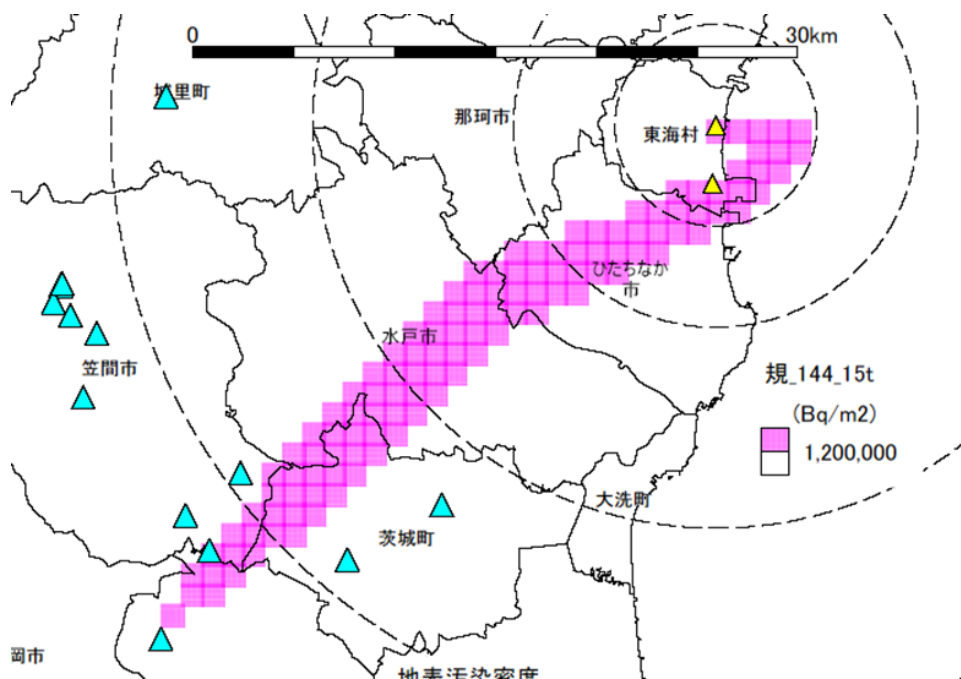 0
30km
城里町
那珂市
東海村
ひたちなか
市
水戸市
笠間市
規_144_15t
(Bq/m2)
1,200,000
大洗町
茨城町
岡市
地表汚染密度